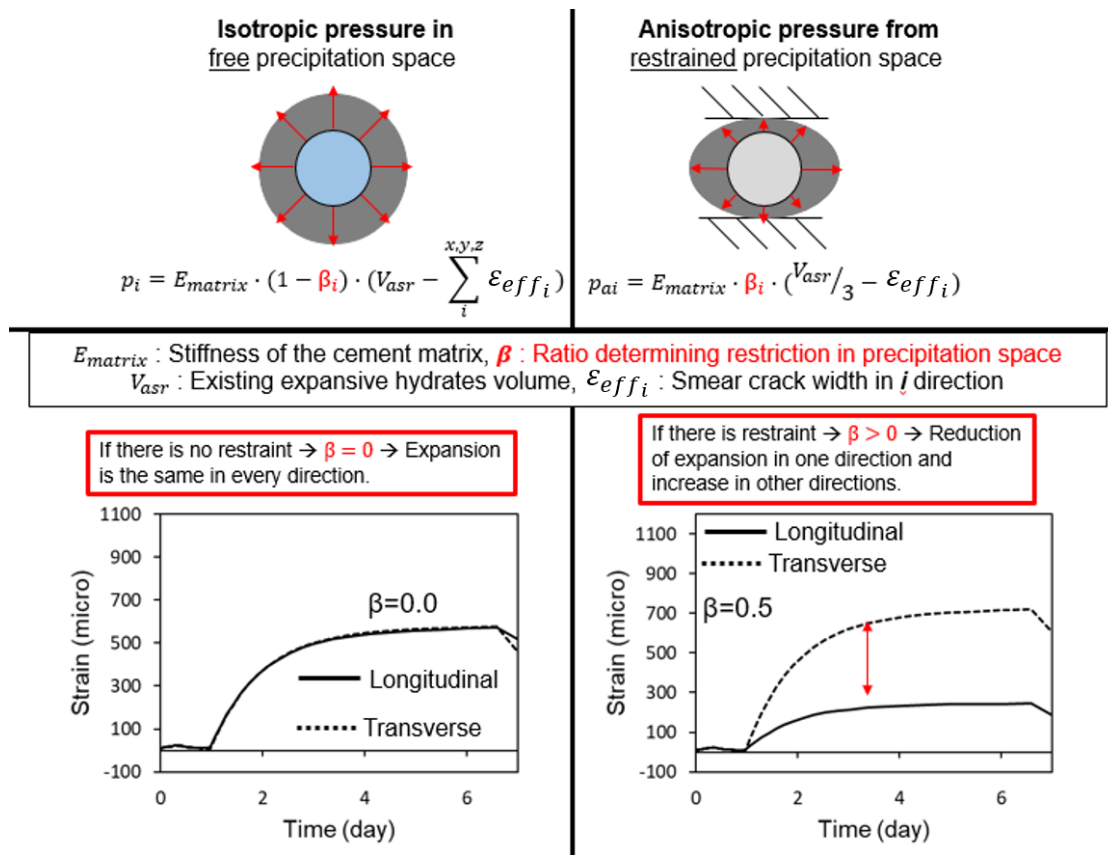 Isotropic pressure in
free precipitation space
Anisotropic pressure from
restrained precipitation space
x,y,z
p_i = E_matrix · (1 − β_i) · (V_asr − ∑ ε_eff_i)
i
p_ai = E_matrix · β_i · (V_asr/3 − ε_eff_i)
E_matrix : Stiffness of the cement matrix, β : Ratio determining restriction in precipitation space
V_asr : Existing expansive hydrates volume, ε_eff_i : Smear crack width in i direction
If there is no restraint → β = 0 → Expansion
is the same in every direction.
1100
900
700
500
300
100
-100
Strain (micro)
β=0.0
Longitudinal
Transverse
0 2 4 6
Time (day)
If there is restraint → β > 0 → Reduction
of expansion in one direction and
increase in other directions.
1100
900
700
500
300
100
-100
Strain (micro)
Longitudinal
Transverse
β=0.5
0 2 4 6
Time (day)